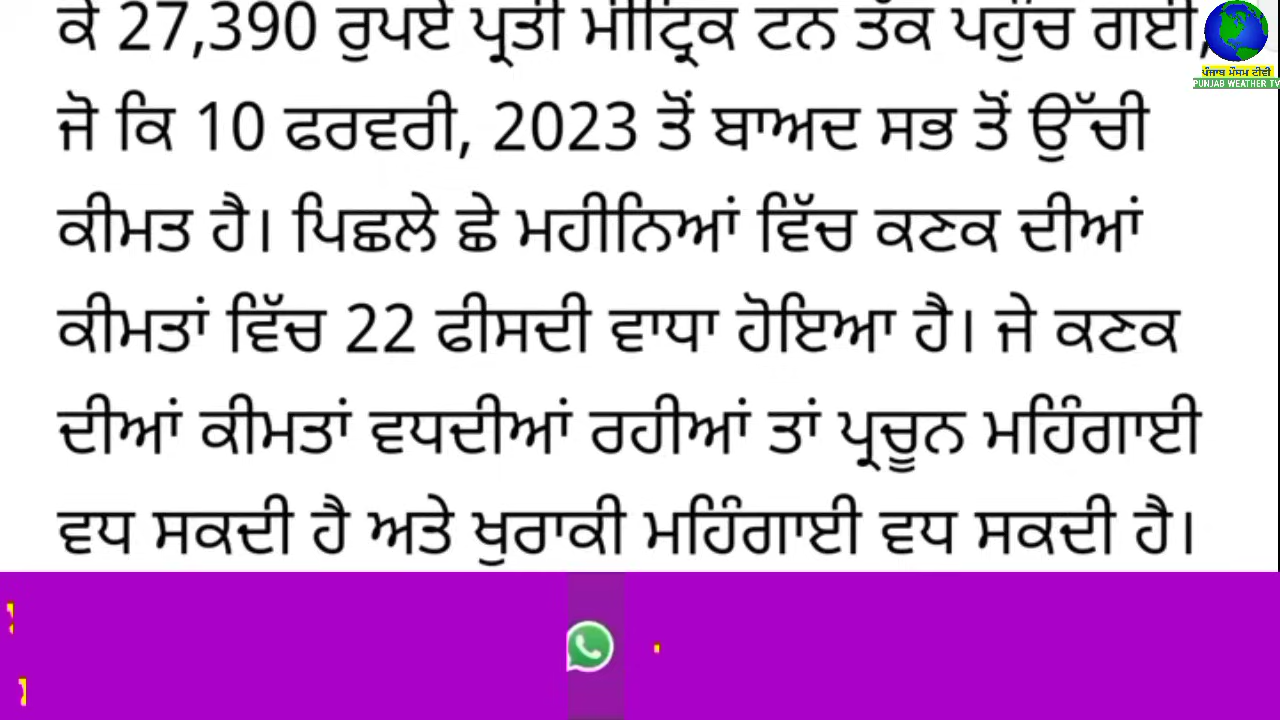 ਕੇ 27,390 ਰੁਪਏ ਪ੍ਰਤੀ ਮੀਟ੍ਰਿਕ ਟਨ ਤੱਕ ਪਹੁੰਚ ਗਈ,
ਜੋ ਕਿ 10 ਫਰਵਰੀ, 2023 ਤੋਂ ਬਾਅਦ ਸਭ ਤੋਂ ਉੱਚੀ
ਕੀਮਤ ਹੈ। ਪਿਛਲੇ ਛੇ ਮਹੀਨਿਆਂ ਵਿੱਚ ਕਣਕ ਦੀਆਂ
ਕੀਮਤਾਂ ਵਿੱਚ 22 ਫੀਸਦੀ ਵਾਧਾ ਹੋਇਆ ਹੈ। ਜੇ ਕਣਕ
ਦੀਆਂ ਕੀਮਤਾਂ ਵਧਦੀਆਂ ਰਹੀਆਂ ਤਾਂ ਪ੍ਰਚੂਨ ਮਹਿੰਗਾਈ
ਵਧ ਸਕਦੀ ਹੈ ਅਤੇ ਖੁਰਾਕੀ ਮਹਿੰਗਾਈ ਵਧ ਸਕਦੀ ਹੈ।
ਪੰਜਾਬ ਮੌਸਮ ਟੀਵੀ
PUNJAB WEATHER TV